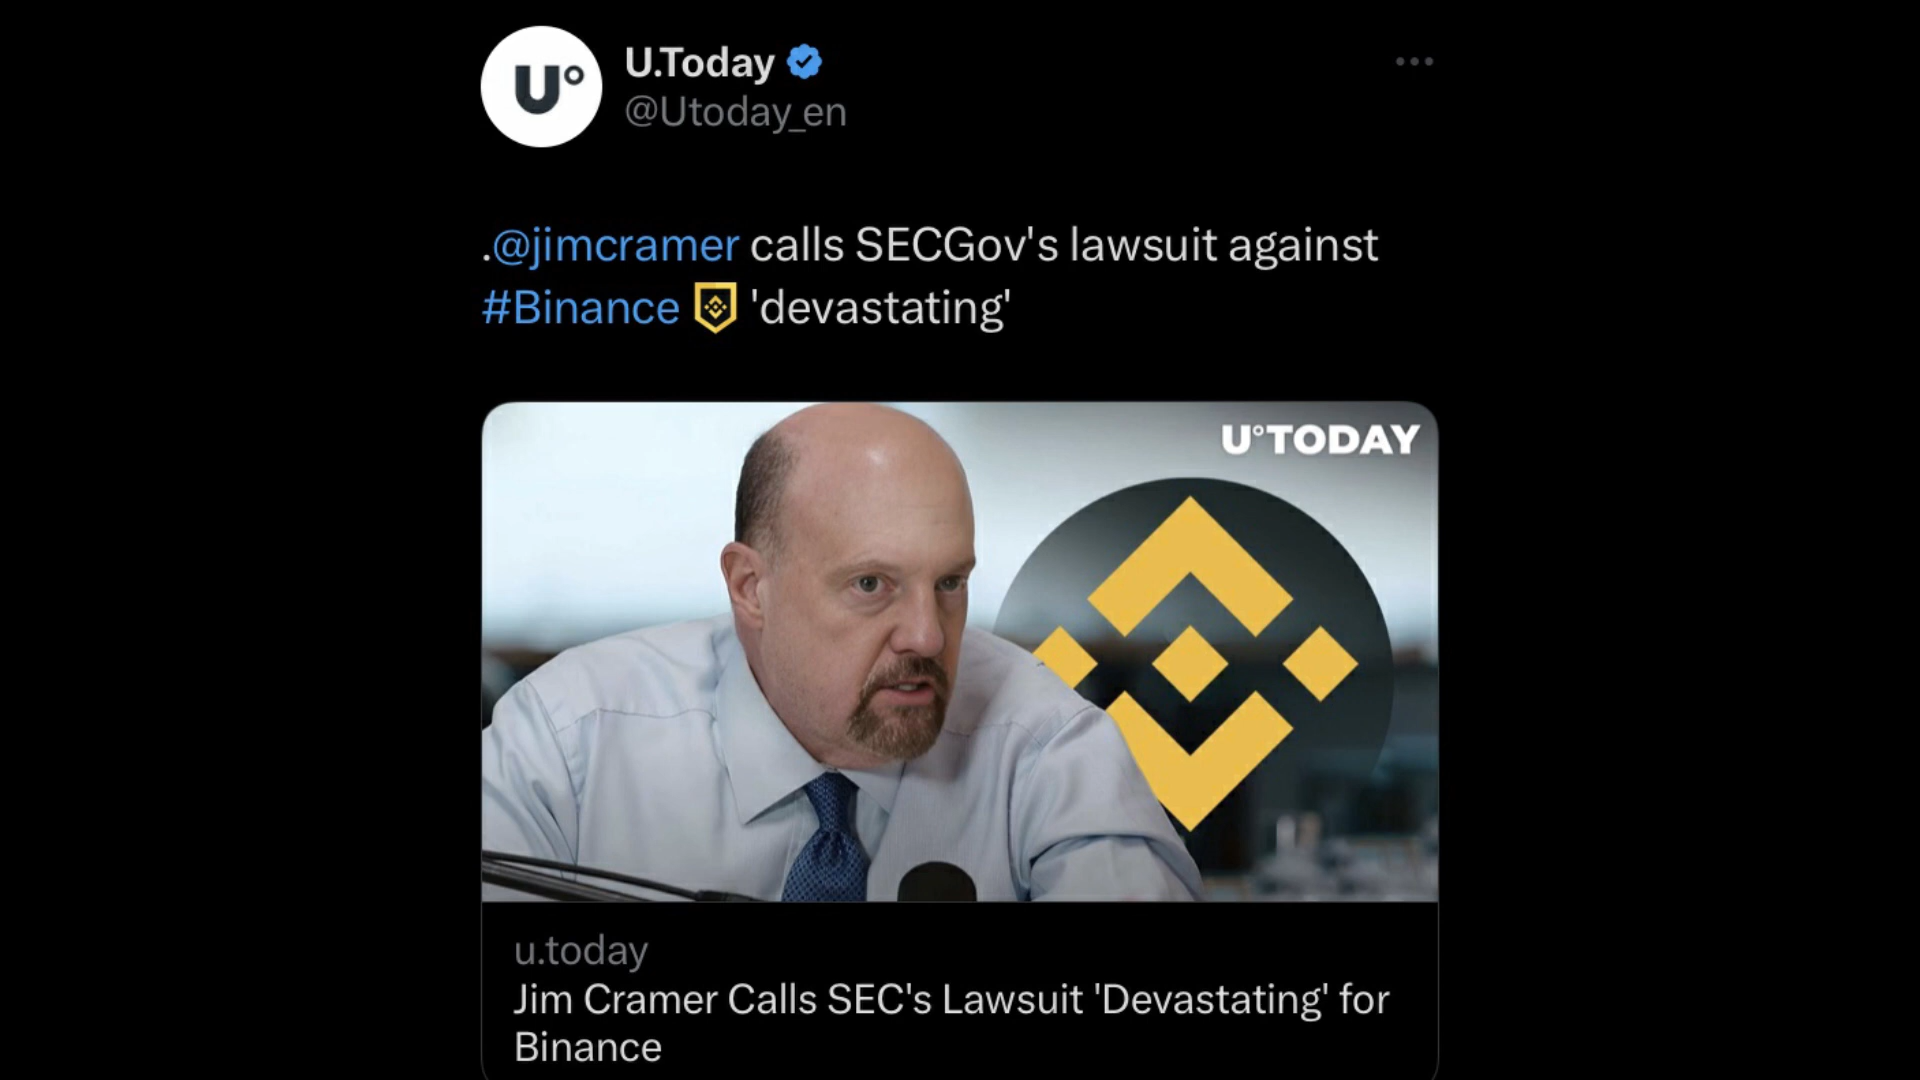 U°
U.Today
@Utoday_en
.@jimcramer calls SECGov's lawsuit against
#Binance 'devastating'
U°TODAY
u.today
Jim Cramer Calls SEC's Lawsuit 'Devastating' for
Binance